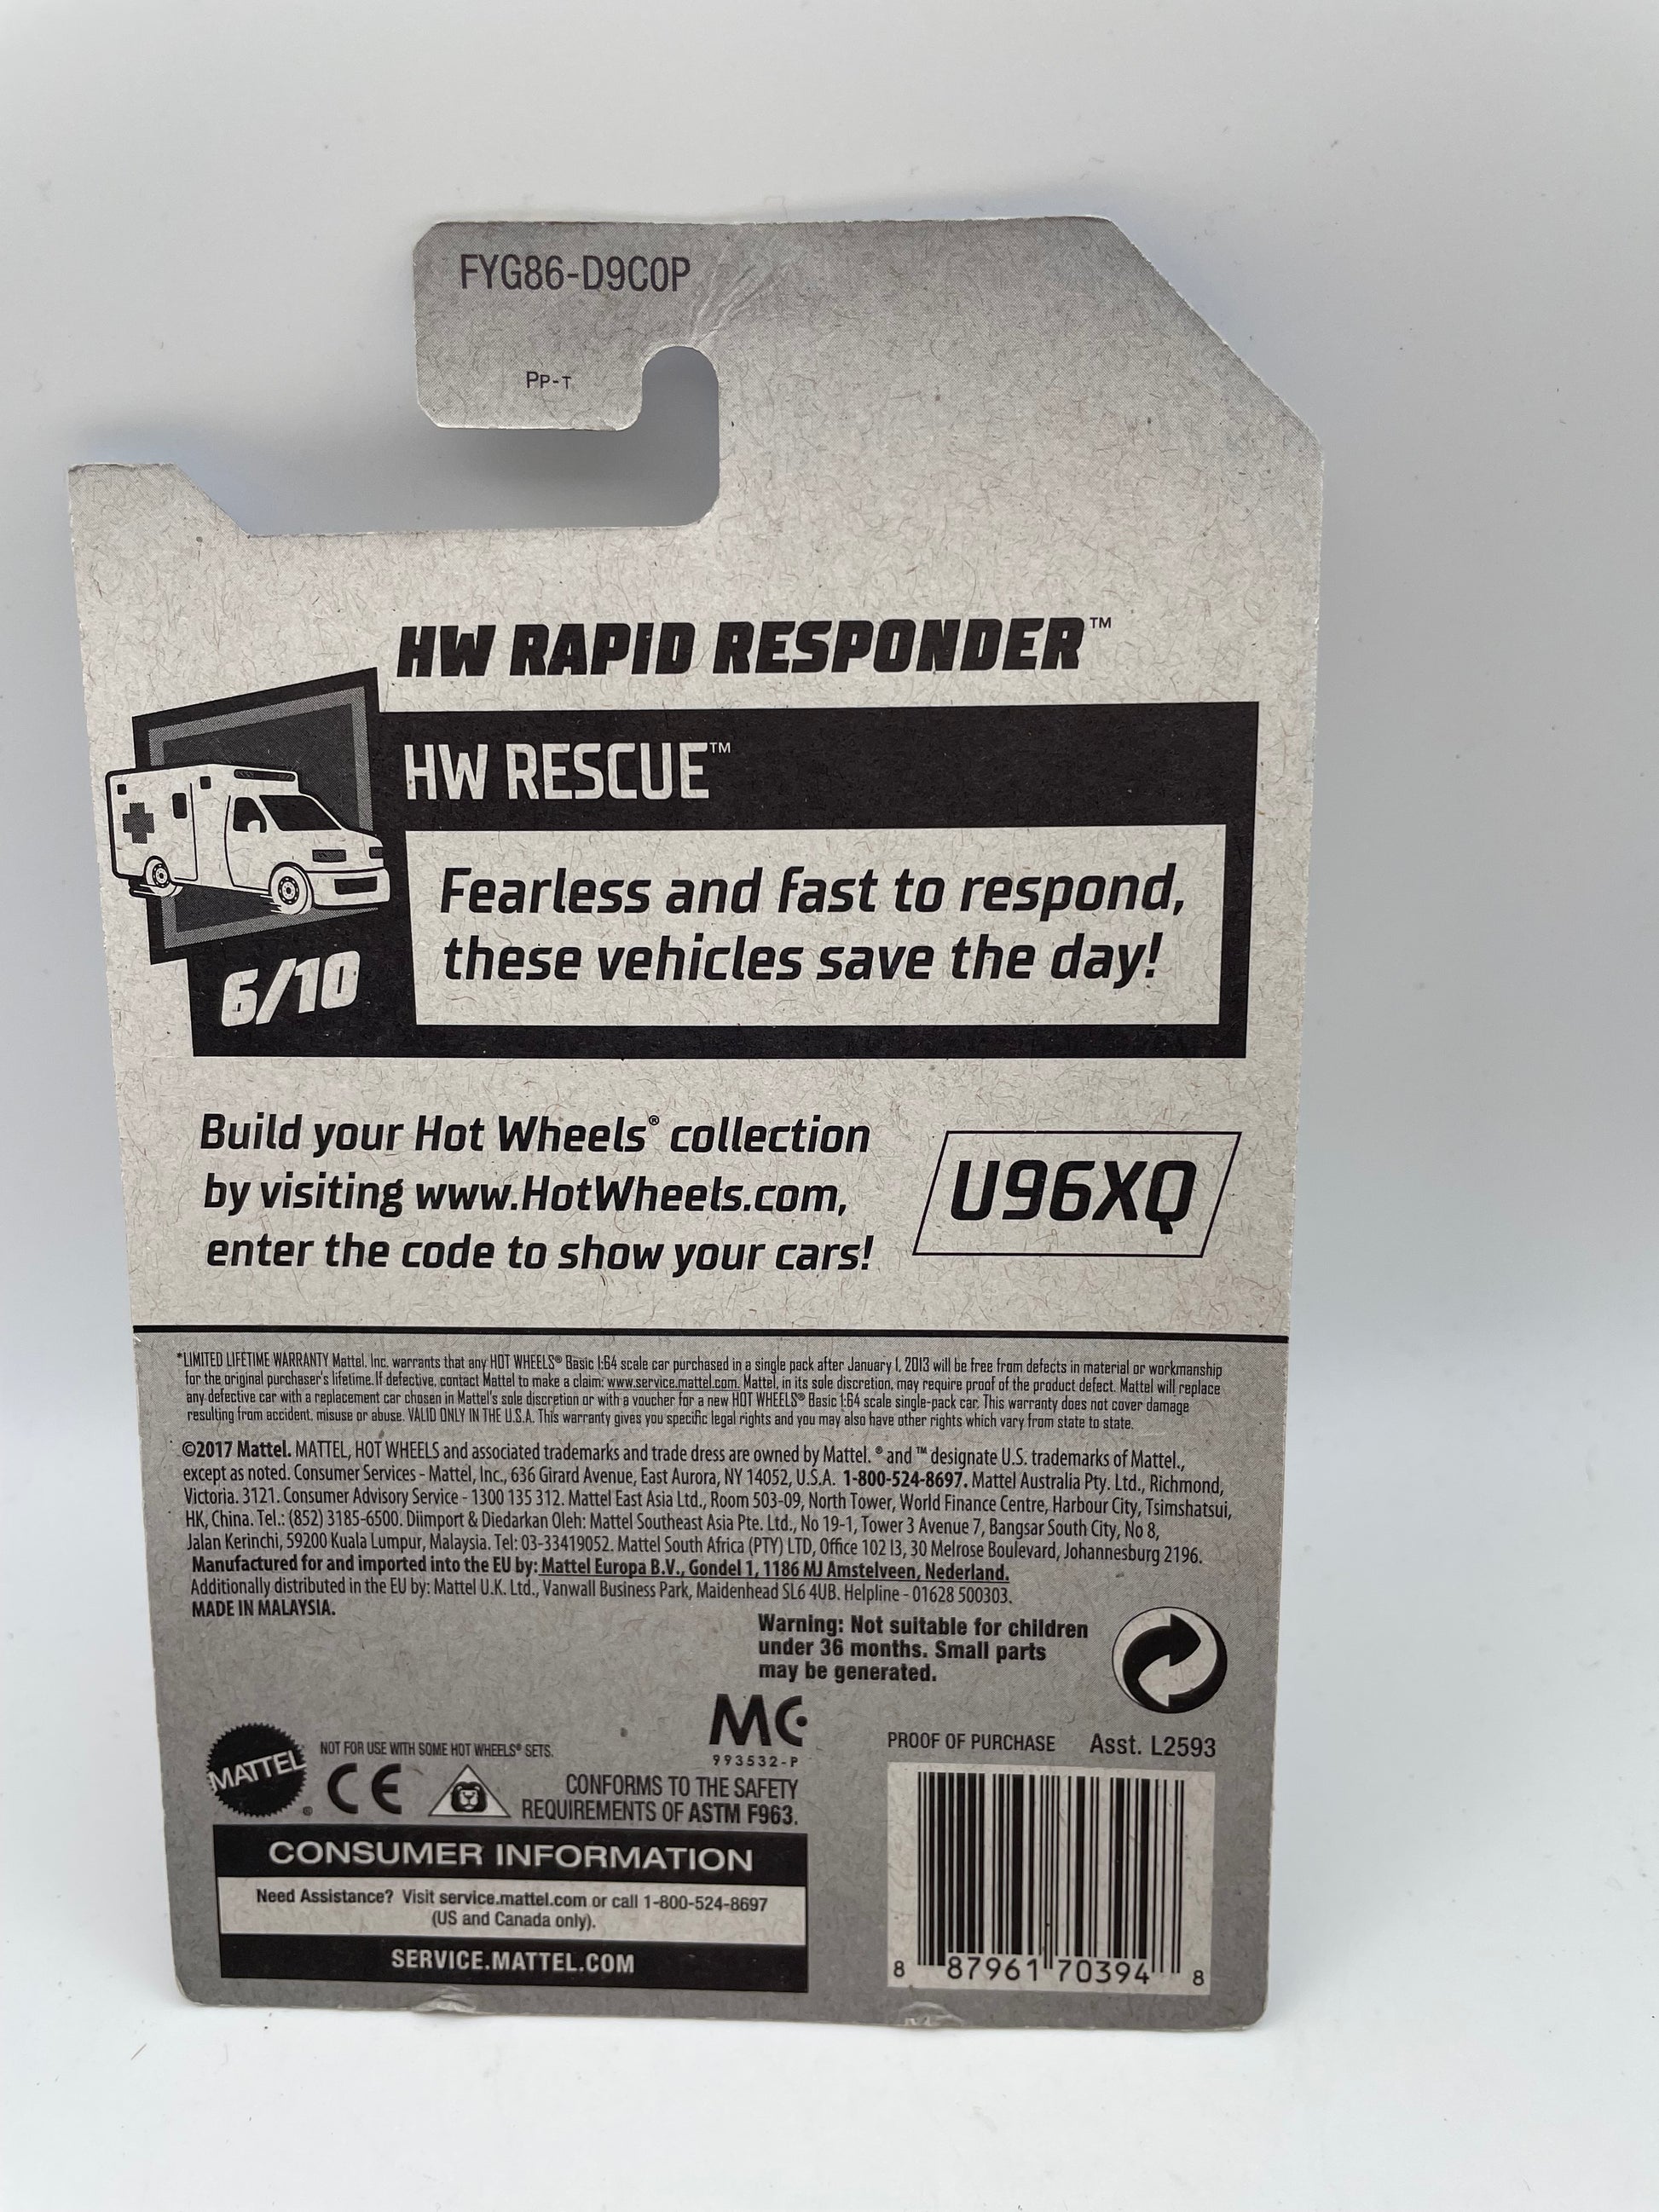 FYG86-D9C0P
PP-T
HW RAPID RESPONDER™
HW RESCUE™
Fearless and fast to respond,
these vehicles save the day!
6/10
Build your Hot Wheels® collection
by visiting www.HotWheels.com,
enter the code to show your cars!
U96XQ
*LIMITED LIFETIME WARRANTY Mattel, Inc. warrants that any HOT WHEELS® Basic 1:64 scale car purchased in a single pack after January 1, 2013 will be free from defects in material or workmanship
for the original purchaser's lifetime. If defective, contact Mattel to make a claim: www.service.mattel.com. Mattel, in its sole discretion, may require proof of the product defect. Mattel will replace
any defective car with a replacement car chosen in Mattel's sole discretion or with a voucher for a new HOT WHEELS® Basic 1:64 scale single-pack car. This warranty does not cover damage
resulting from accident, misuse or abuse. VALID ONLY IN THE U.S.A. This warranty gives you specific legal rights and you may also have other rights which vary from state to state.
©2017 Mattel. MATTEL, HOT WHEELS and associated trademarks and trade dress are owned by Mattel. ® and ™ designate U.S. trademarks of Mattel.,
except as noted. Consumer Services - Mattel, Inc., 636 Girard Avenue, East Aurora, NY 14052, U.S.A. 1-800-524-8697. Mattel Australia Pty. Ltd., Richmond,
Victoria. 3121. Consumer Advisory Service - 1300 135 312. Mattel East Asia Ltd., Room 503-09, North Tower, World Finance Centre, Harbour City, Tsimshatsui,
HK, China. Tel.: (852) 3185-6500. Diimport & Diedarkan Oleh: Mattel Southeast Asia Pte. Ltd., No 19-1, Tower 3 Avenue 7, Bangsar South City, No 8,
Jalan Kerinchi, 59200 Kuala Lumpur, Malaysia. Tel: 03-33419052. Mattel South Africa (PTY) LTD, Office 102 I3, 30 Melrose Boulevard, Johannesburg 2196.
Manufactured for and imported into the EU by: Mattel Europa B.V., Gondel 1, 1186 MJ Amstelveen, Nederland.
Additionally distributed in the EU by: Mattel U.K. Ltd., Vanwall Business Park, Maidenhead SL6 4UB. Helpline - 01628 500303.
MADE IN MALAYSIA.
Warning: Not suitable for children
under 36 months. Small parts
may be generated.
MC
993532-P
MATTEL®
NOT FOR USE WITH SOME HOT WHEELS® SETS.
CE
CONFORMS TO THE SAFETY
REQUIREMENTS OF ASTM F963.
PROOF OF PURCHASE Asst. L2593
CONSUMER INFORMATION
Need Assistance? Visit service.mattel.com or call 1-800-524-8697
(US and Canada only).
SERVICE.MATTEL.COM
8 87961 70394 8